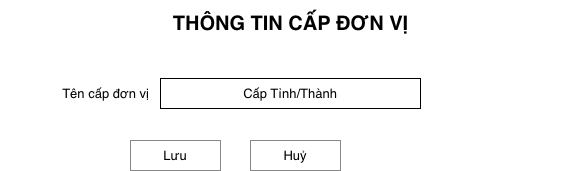 THÔNG TIN CẤP ĐƠN VỊ
Tên cấp đơn vị Cấp Tỉnh/Thành
Lưu Huỷ